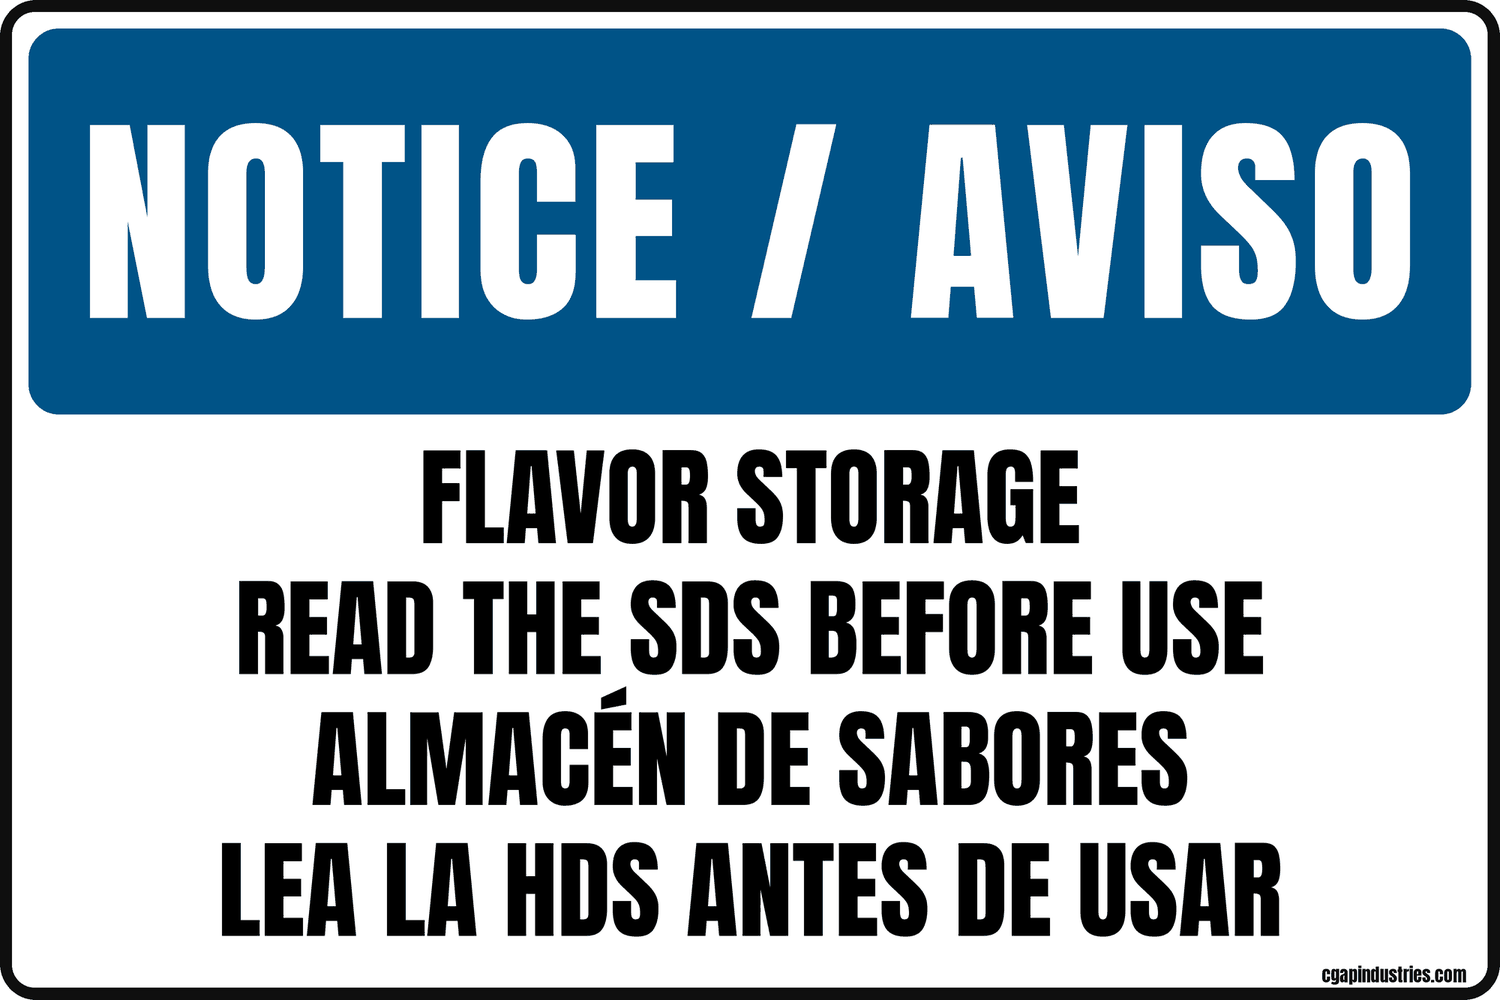 NOTICE / AVISO
FLAVOR STORAGE
READ THE SDS BEFORE USE
ALMACÉN DE SABORES
LEA LA HDS ANTES DE USAR
cgapindustries.com